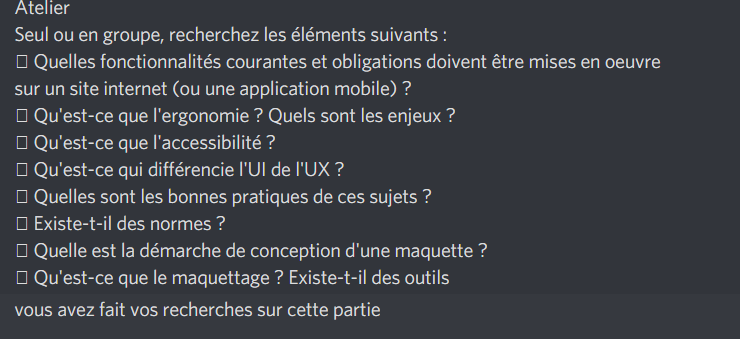 Atelier
Seul ou en groupe, recherchez les éléments suivants :
▯ Quelles fonctionnalités courantes et obligations doivent être mises en oeuvre
sur un site internet (ou une application mobile) ?
▯ Qu'est-ce que l'ergonomie ? Quels sont les enjeux ?
▯ Qu'est-ce que l'accessibilité ?
▯ Qu'est-ce qui différencie l'UI de l'UX ?
▯ Quelles sont les bonnes pratiques de ces sujets ?
▯ Existe-t-il des normes ?
▯ Quelle est la démarche de conception d'une maquette ?
▯ Qu'est-ce que le maquettage ? Existe-t-il des outils
vous avez fait vos recherches sur cette partie